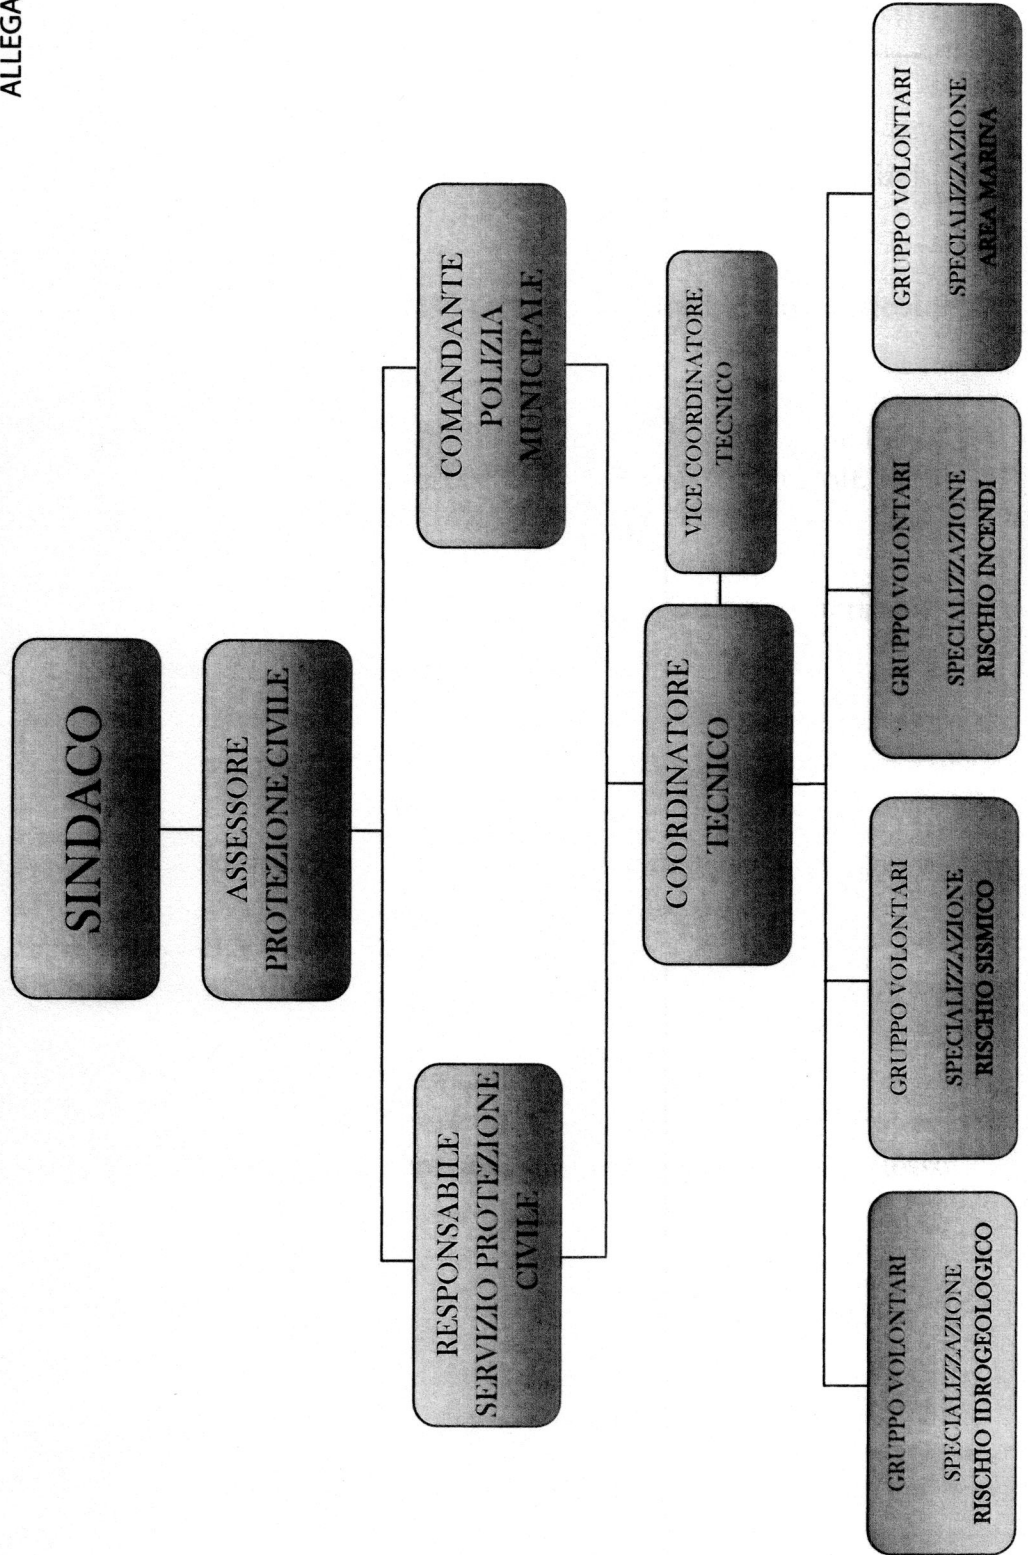 ALLEGA
SINDACO
ASSESSORE
PROTEZIONE CIVILE
RESPONSABILE
SERVIZIO PROTEZIONE
CIVILE
COMANDANTE
POLIZIA
MUNICIPALE
COORDINATORE
TECNICO
VICE COORDINATORE
TECNICO
GRUPPO VOLONTARI
SPECIALIZZAZIONE
RISCHIO IDROGEOLOGICO
GRUPPO VOLONTARI
SPECIALIZZAZIONE
RISCHIO SISMICO
GRUPPO VOLONTARI
SPECIALIZZAZIONE
RISCHIO INCENDI
GRUPPO VOLONTARI
SPECIALIZZAZIONE
AREA MARINA